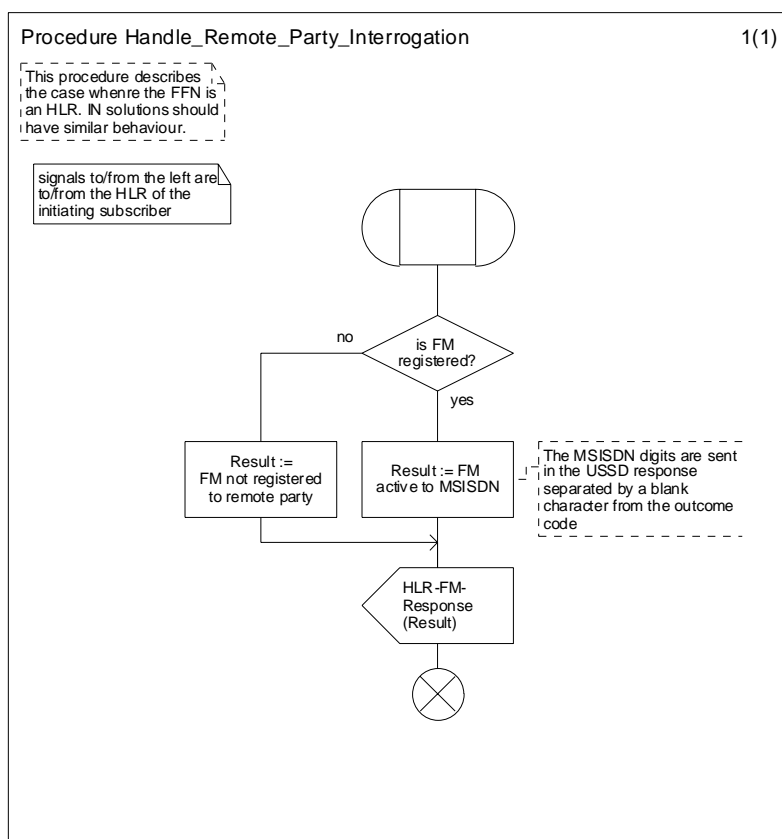 Procedure Handle_Remote_Party_Interrogation
1(1)
This procedure describes
the case whenre the FFN is
an HLR. IN solutions should
have similar behaviour.
signals to/from the left are
to/from the HLR of the
initiating subscriber
no
is FM
registered?
yes
Result :=
FM not registered
to remote party
Result := FM
active to MSISDN
The MSISDN digits are sent
in the USSD response
separated by a blank
character from the outcome
code
HLR-FM-
Response
(Result)